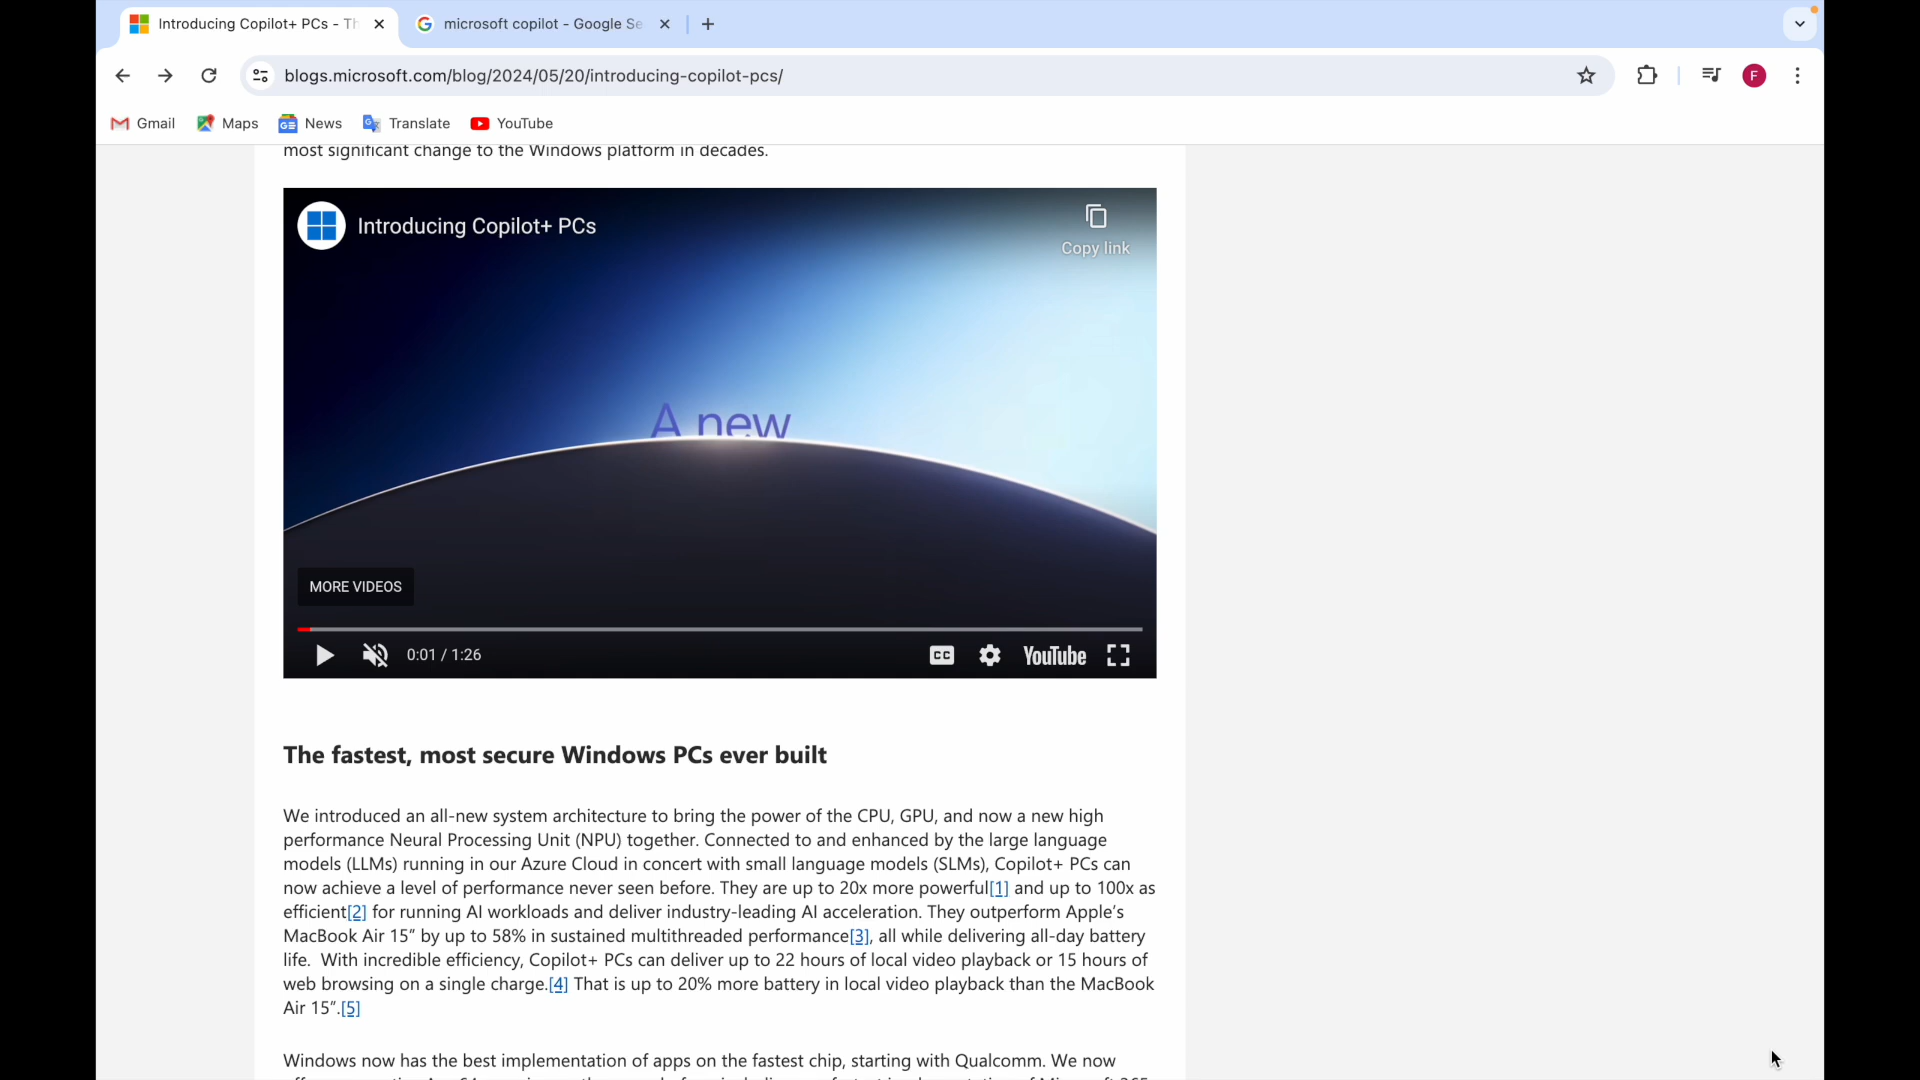 Introducing Copilot+ PCs - Th
microsoft copilot - Google Se
blogs.microsoft.com/blog/2024/05/20/introducing-copilot-pcs/
F
Gmail
Maps
News
Translate
YouTube
most significant change to the Windows platform in decades.
Introducing Copilot+ PCs
Copy link
A new
MORE VIDEOS
0:01 / 1:26
CC
YouTube
The fastest, most secure Windows PCs ever built
We introduced an all-new system architecture to bring the power of the CPU, GPU, and now a new high
performance Neural Processing Unit (NPU) together. Connected to and enhanced by the large language
models (LLMs) running in our Azure Cloud in concert with small language models (SLMs), Copilot+ PCs can
now achieve a level of performance never seen before. They are up to 20x more powerful[1] and up to 100x as
efficient[2] for running AI workloads and deliver industry-leading AI acceleration. They outperform Apple's
MacBook Air 15” by up to 58% in sustained multithreaded performance[3], all while delivering all-day battery
life.  With incredible efficiency, Copilot+ PCs can deliver up to 22 hours of local video playback or 15 hours of
web browsing on a single charge.[4] That is up to 20% more battery in local video playback than the MacBook
Air 15”.[5]
Windows now has the best implementation of apps on the fastest chip, starting with Qualcomm. We now